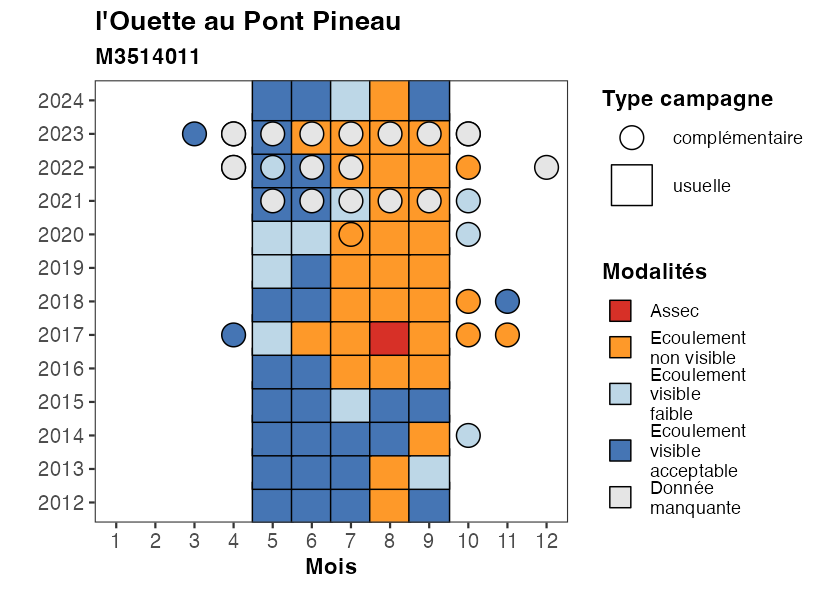 l'Ouette au Pont Pineau
M3514011
2024
2023
2022
2021
2020
2019
2018
2017
2016
2015
2014
2013
2012
1 2 3 4 5 6 7 8 9 10 11 12
Mois
Type campagne
complémentaire
usuelle
Modalités
Assec
Ecoulement
non visible
Ecoulement
visible
faible
Ecoulement
visible
acceptable
Donnée
manquante